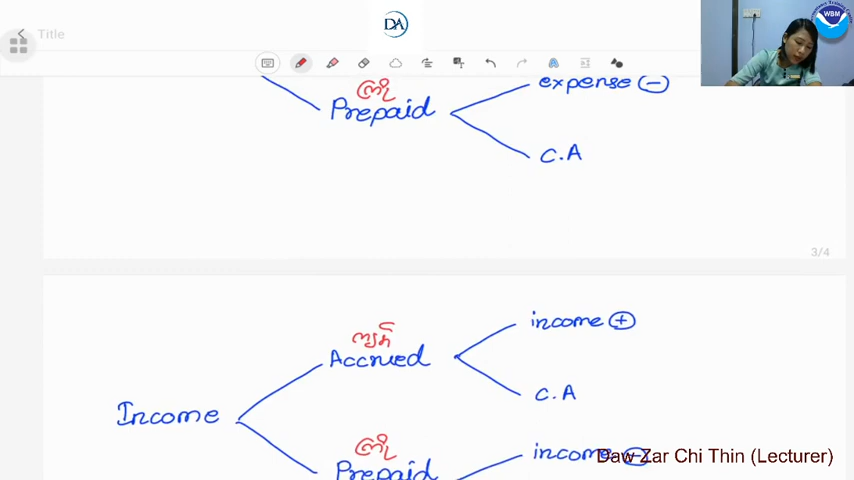 Title
DA
WBM
ကြို
Prepaid
expense (-)
C.A
3/4
ကျန်
Accrued
income (+)
C.A
Income
ကြို
Prepaid
income (-)
Daw Zar Chi Thin (Lecturer)